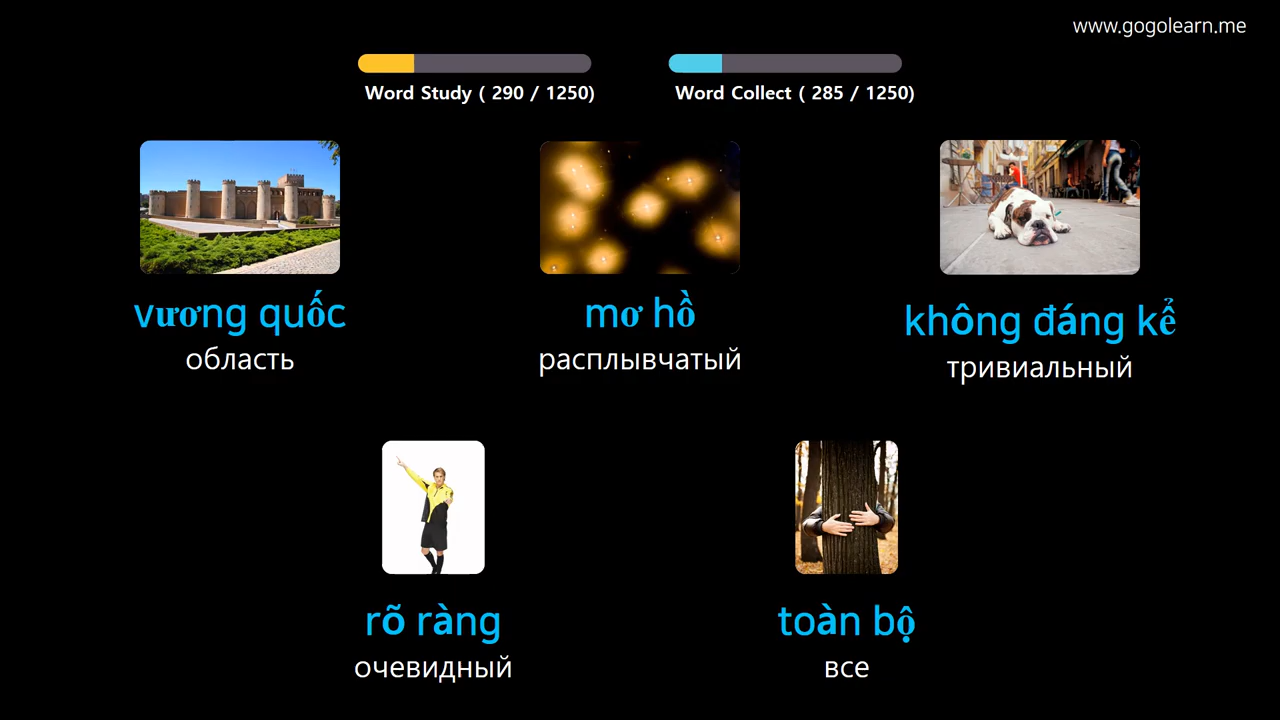 www.gogolearn.me
Word Study ( 290 / 1250)
Word Collect ( 285 / 1250)
vương quốc
область
mơ hồ
расплывчатый
không đáng kể
тривиальный
rõ ràng
очевидный
toàn bộ
все